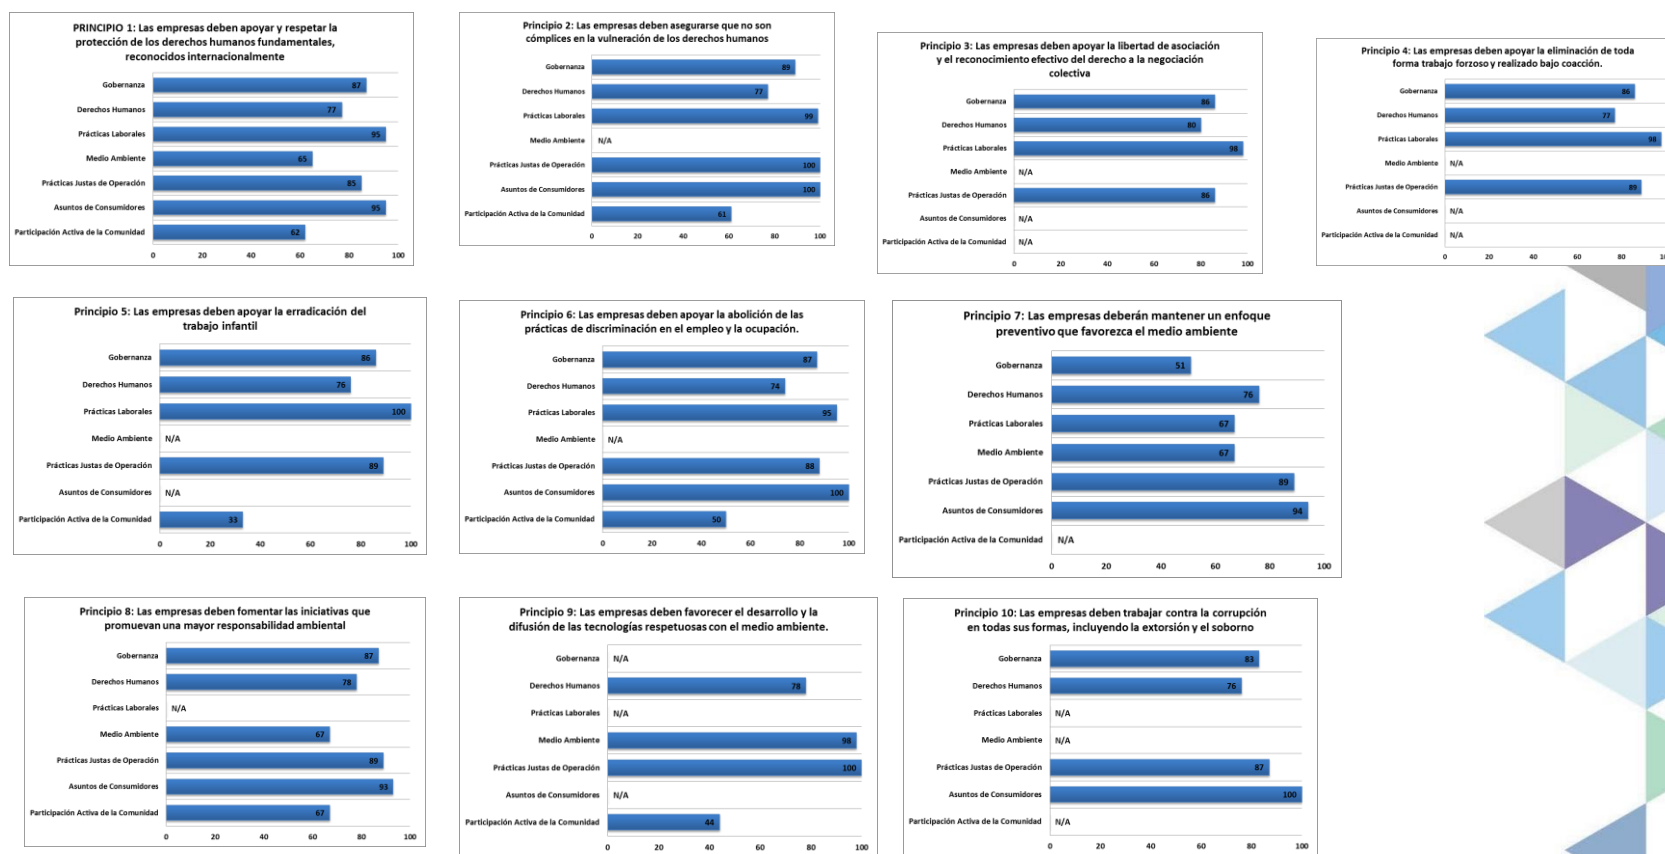 PRINCIPIO 1: Las empresas deben apoyar y respetar la
protección de los derechos humanos fundamentales,
reconocidos internacionalmente
Gobernanza 87
Derechos Humanos 77
Prácticas Laborales 95
Medio Ambiente 65
Prácticas Justas de Operación 85
Asuntos de Consumidores 95
Participación Activa de la Comunidad 62
0 20 40 60 80 100
Principio 2: Las empresas deben asegurarse que no son
cómplices en la vulneración de los derechos humanos
Gobernanza 89
Derechos Humanos 77
Prácticas Laborales 99
Medio Ambiente N/A
Prácticas Justas de Operación 100
Asuntos de Consumidores 100
Participación Activa de la Comunidad 61
0 20 40 60 80 100
Principio 3: Las empresas deben apoyar la libertad de asociación
y el reconocimiento efectivo del derecho a la negociación
colectiva
Gobernanza 86
Derechos Humanos 80
Prácticas Laborales 98
Medio Ambiente N/A
Prácticas Justas de Operación 86
Asuntos de Consumidores N/A
Participación Activa de la Comunidad N/A
0 20 40 60 80 100
Principio 4: Las empresas deben apoyar la eliminación de toda
forma trabajo forzoso y realizado bajo coacción.
Gobernanza 86
Derechos Humanos 77
Prácticas Laborales 98
Medio Ambiente N/A
Prácticas Justas de Operación 89
Asuntos de Consumidores N/A
Participación Activa de la Comunidad N/A
0 20 40 60 80
Principio 5: Las empresas deben apoyar la erradicación del
trabajo infantil
Gobernanza 86
Derechos Humanos 76
Prácticas Laborales 100
Medio Ambiente N/A
Prácticas Justas de Operación 89
Asuntos de Consumidores N/A
Participación Activa de la Comunidad 33
0 20 40 60 80 100
Principio 6: Las empresas deben apoyar la abolición de las
prácticas de discriminación en el empleo y la ocupación.
Gobernanza 87
Derechos Humanos 74
Prácticas Laborales 95
Medio Ambiente N/A
Prácticas Justas de Operación 88
Asuntos de Consumidores 100
Participación Activa de la Comunidad 50
0 20 40 60 80 100
Principio 7: Las empresas deberán mantener un enfoque
preventivo que favorezca el medio ambiente
Gobernanza 51
Derechos Humanos 76
Prácticas Laborales 67
Medio Ambiente 67
Prácticas Justas de Operación 89
Asuntos de Consumidores 94
Participación Activa de la Comunidad N/A
0 20 40 60 80 100
Principio 8: Las empresas deben fomentar las iniciativas que
promuevan una mayor responsabilidad ambiental
Gobernanza 87
Derechos Humanos 78
Prácticas Laborales N/A
Medio Ambiente 67
Prácticas Justas de Operación 89
Asuntos de Consumidores 93
Participación Activa de la Comunidad 67
0 20 40 60 80 100
Principio 9: Las empresas deben favorecer el desarrollo y la
difusión de las tecnologías respetuosas con el medio ambiente.
Gobernanza N/A
Derechos Humanos 78
Prácticas Laborales N/A
Medio Ambiente 98
Prácticas Justas de Operación 100
Asuntos de Consumidores N/A
Participación Activa de la Comunidad 44
0 20 40 60 80 100
Principio 10: Las empresas deben trabajar contra la corrupción
en todas sus formas, incluyendo la extorsión y el soborno
Gobernanza 83
Derechos Humanos 76
Prácticas Laborales N/A
Medio Ambiente N/A
Prácticas Justas de Operación 87
Asuntos de Consumidores 100
Participación Activa de la Comunidad N/A
0 20 40 60 80 100